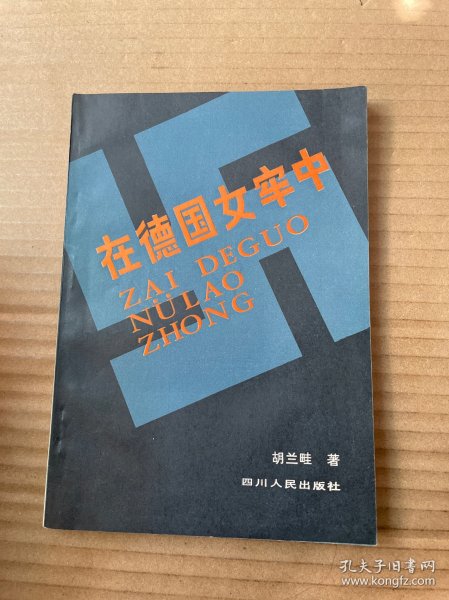 在德国女牢中
ZAI DEGUO
NÜ LAO
ZHONG
胡兰畦 著
四川人民出版社
孔夫子旧书网
www.kongfz.com